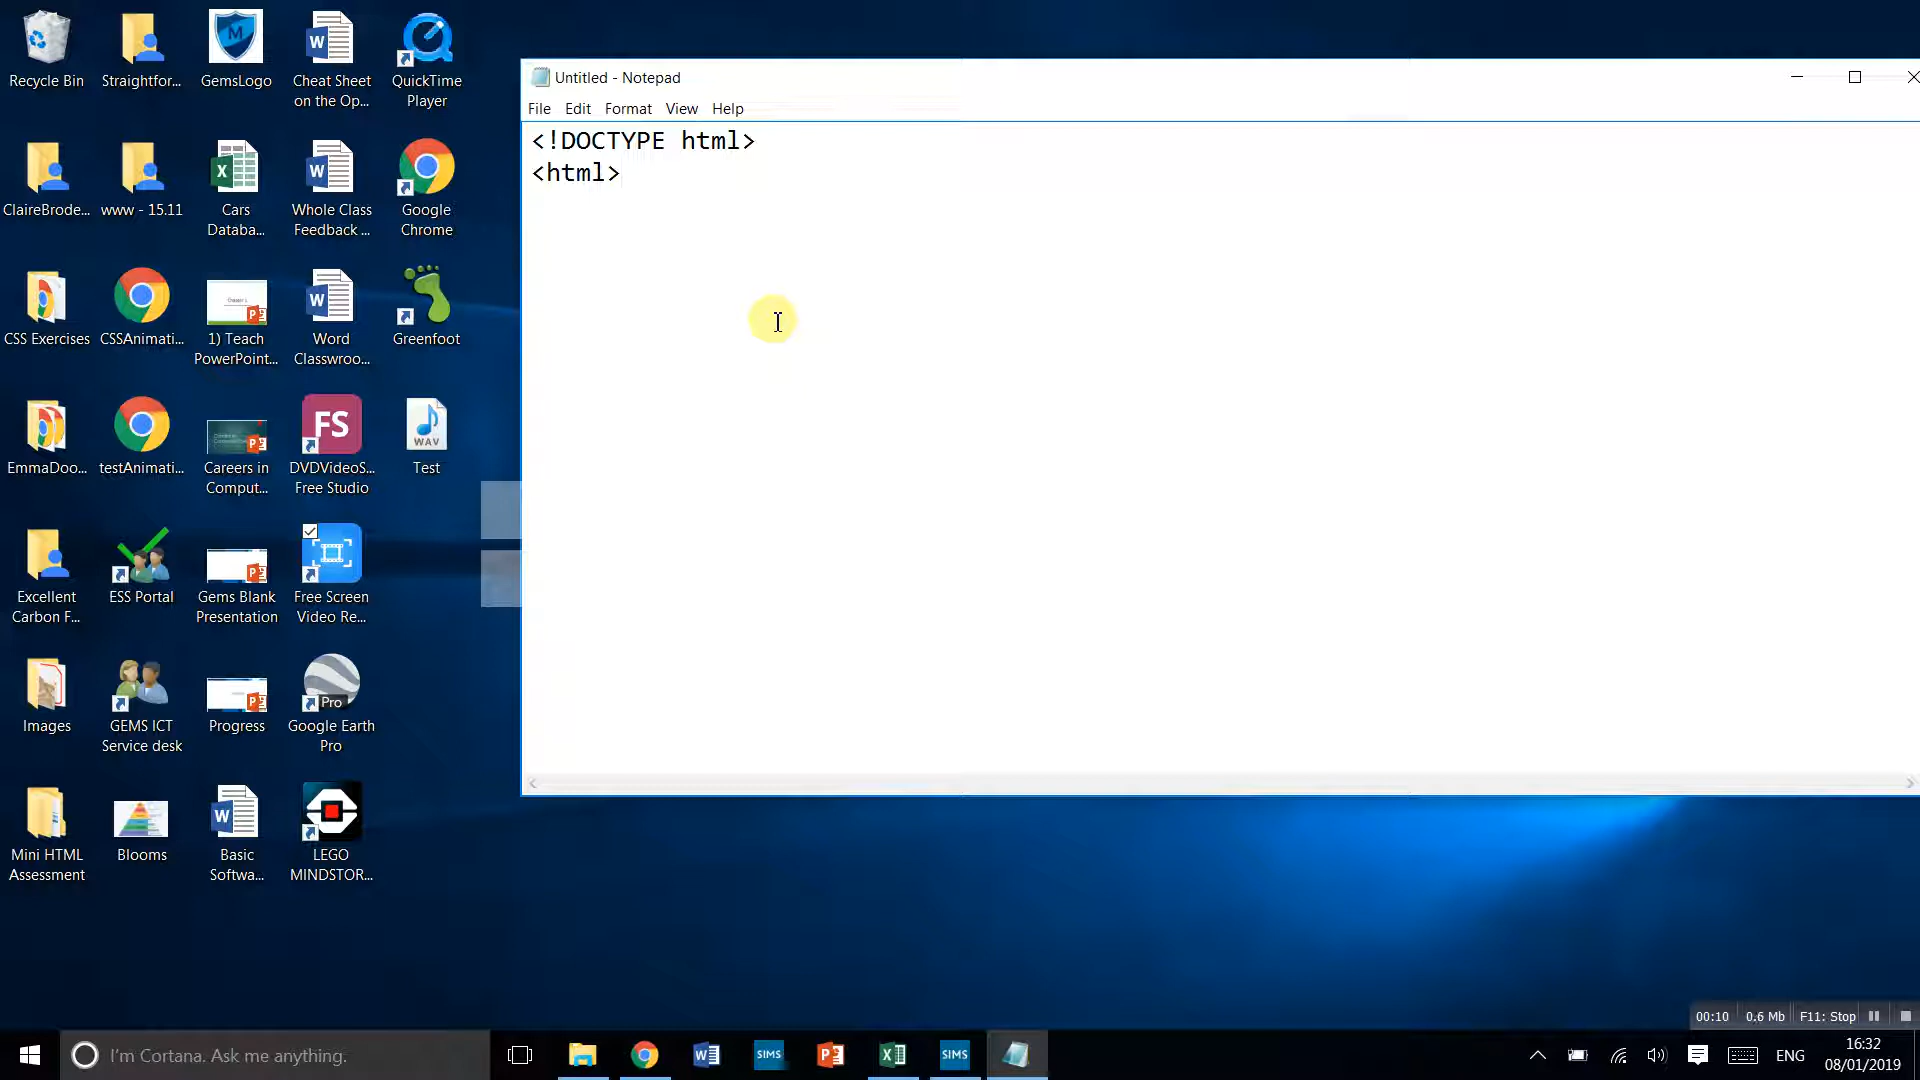 Recycle Bin
Straightfor...
GemsLogo
Cheat Sheet
on the Op...
QuickTime
Player
ClaireBrode...
www - 15.11
Cars
Databa...
Whole Class
Feedback ...
Google
Chrome
CSS Exercises
CSSAnimati...
1) Teach
PowerPoint...
Word
Classwroo...
Greenfoot
EmmaDoo...
testAnimati...
Careers in
Comput...
FS
DVDVideoS...
Free Studio
WAV
Test
Excellent
Carbon F...
ESS Portal
Gems Blank
Presentation
Free Screen
Video Re...
Images
GEMS ICT
Service desk
Progress
Pro
Google Earth
Pro
Mini HTML
Assessment
Blooms
Basic
Softwa...
LEGO
MINDSTOR...
Untitled - Notepad
File Edit Format View Help
<!DOCTYPE html>
<html>
00:10 0.6 Mb F11: Stop
I'm Cortana. Ask me anything.
SIMS
SIMS
ENG
16:32
08/01/2019